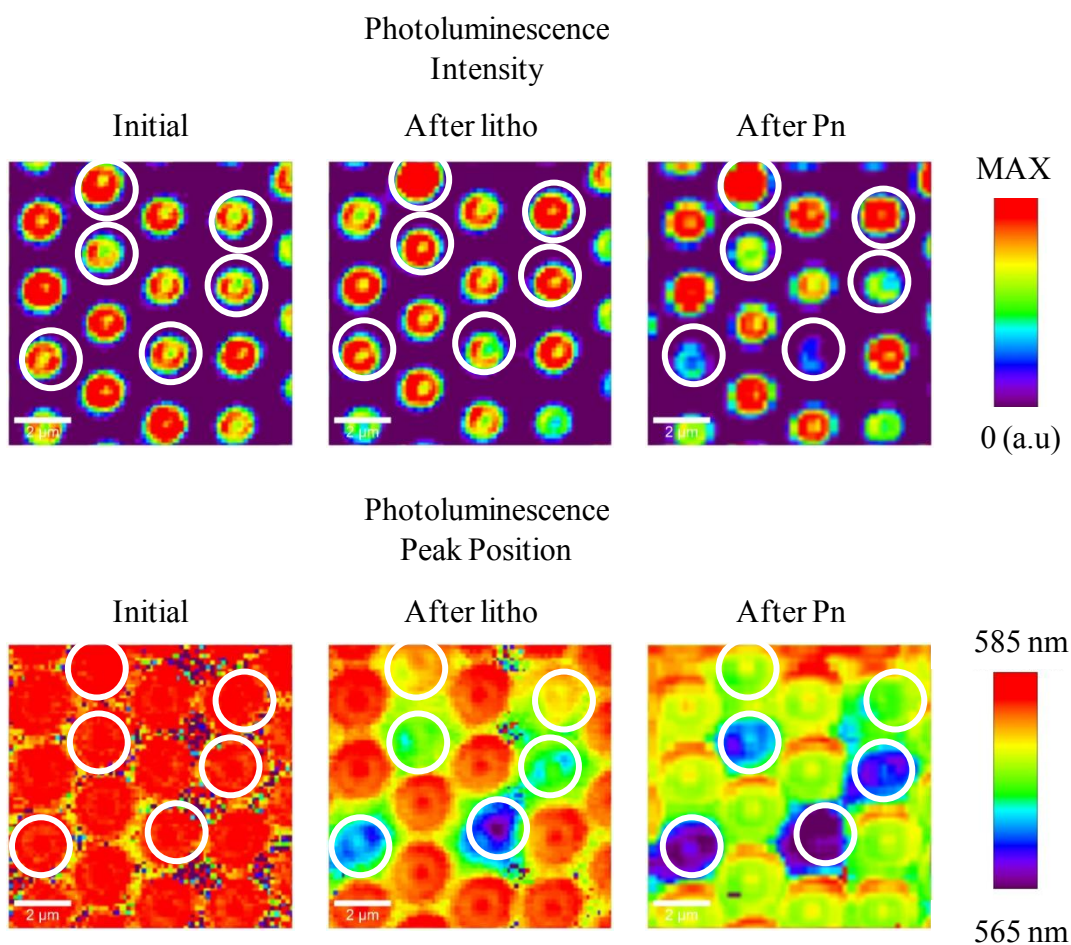 Photoluminescence
Intensity
Initial
After litho
After Pn
MAX
0 (a.u)
2 μm
2 μm
2 μm
Photoluminescence
Peak Position
Initial
After litho
After Pn
585 nm
565 nm
2 μm
2 μm
2 μm